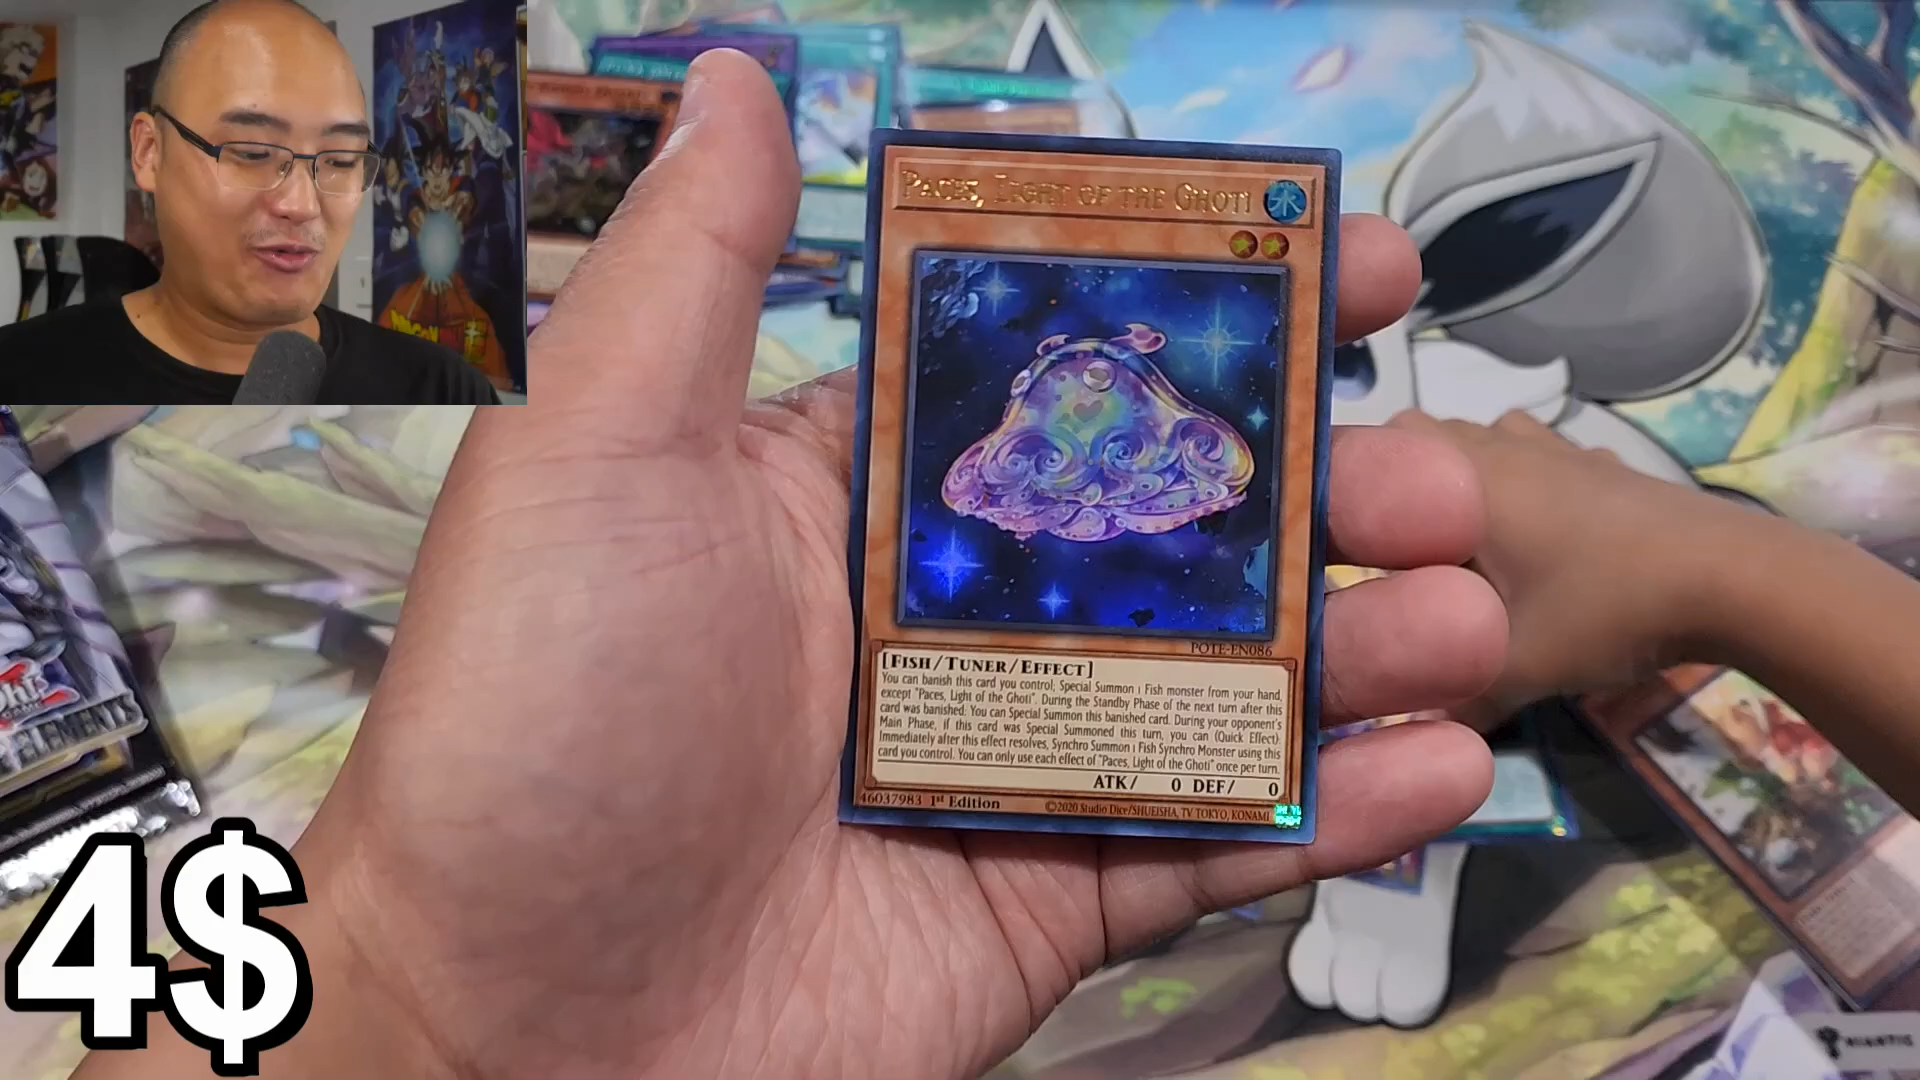 PACES, LIGHT OF THE GHOTI
POTE-EN086
[FISH/TUNER/EFFECT]
You can banish this card you control; Special Summon 1 Fish monster from your hand,
except "Paces, Light of the Ghoti". During the Standby Phase of the next turn after this
card was banished: You can Special Summon this banished card. During your opponent's
Main Phase, if this card was Special Summoned this turn, you can (Quick Effect):
Immediately after this effect resolves, Synchro Summon 1 Fish Synchro Monster using this
card you control. You can only use each effect of "Paces, Light of the Ghoti" once per turn.
ATK/ 0 DEF/ 0
46037983 1st Edition
©2020 Studio Dice/SHUEISHA, TV TOKYO, KONAMI
ELEMENTS
4$
NIANTIC